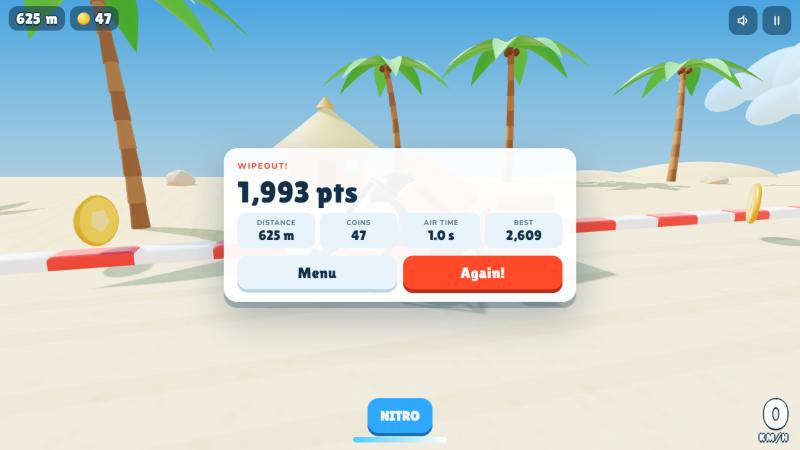 625 m
47
WIPEOUT!
1,993 pts
DISTANCE
625 m
COINS
47
AIR TIME
1.0 s
BEST
2,609
Menu
Again!
NITRO
0
KM/H